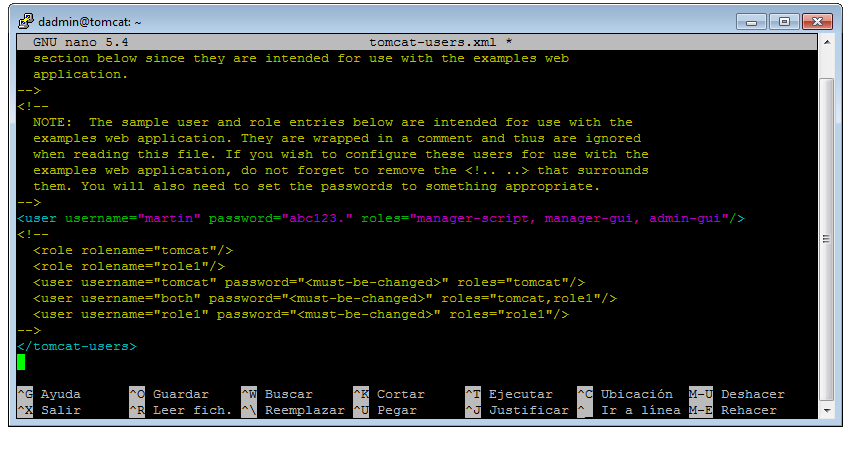 dadmin@tomcat: ~
GNU nano 5.4 tomcat-users.xml *
section below since they are intended for use with the examples web
application.
-->
<!--
NOTE:  The sample user and role entries below are intended for use with the
examples web application. They are wrapped in a comment and thus are ignored
when reading this file. If you wish to configure these users for use with the
examples web application, do not forget to remove the <!.. ..> that surrounds
them. You will also need to set the passwords to something appropriate.
-->
<user username="martin" password="abc123." roles="manager-script, manager-gui, admin-gui"/>
<!--
<role rolename="tomcat"/>
<role rolename="role1"/>
<user username="tomcat" password="<must-be-changed>" roles="tomcat"/>
<user username="both" password="<must-be-changed>" roles="tomcat,role1"/>
<user username="role1" password="<must-be-changed>" roles="role1"/>
-->
</tomcat-users>
^G Ayuda ^O Guardar ^W Buscar ^K Cortar ^T Ejecutar ^C Ubicación M-U Deshacer
^X Salir ^R Leer fich. ^\ Reemplazar ^U Pegar ^J Justificar ^_ Ir a línea M-E Rehacer